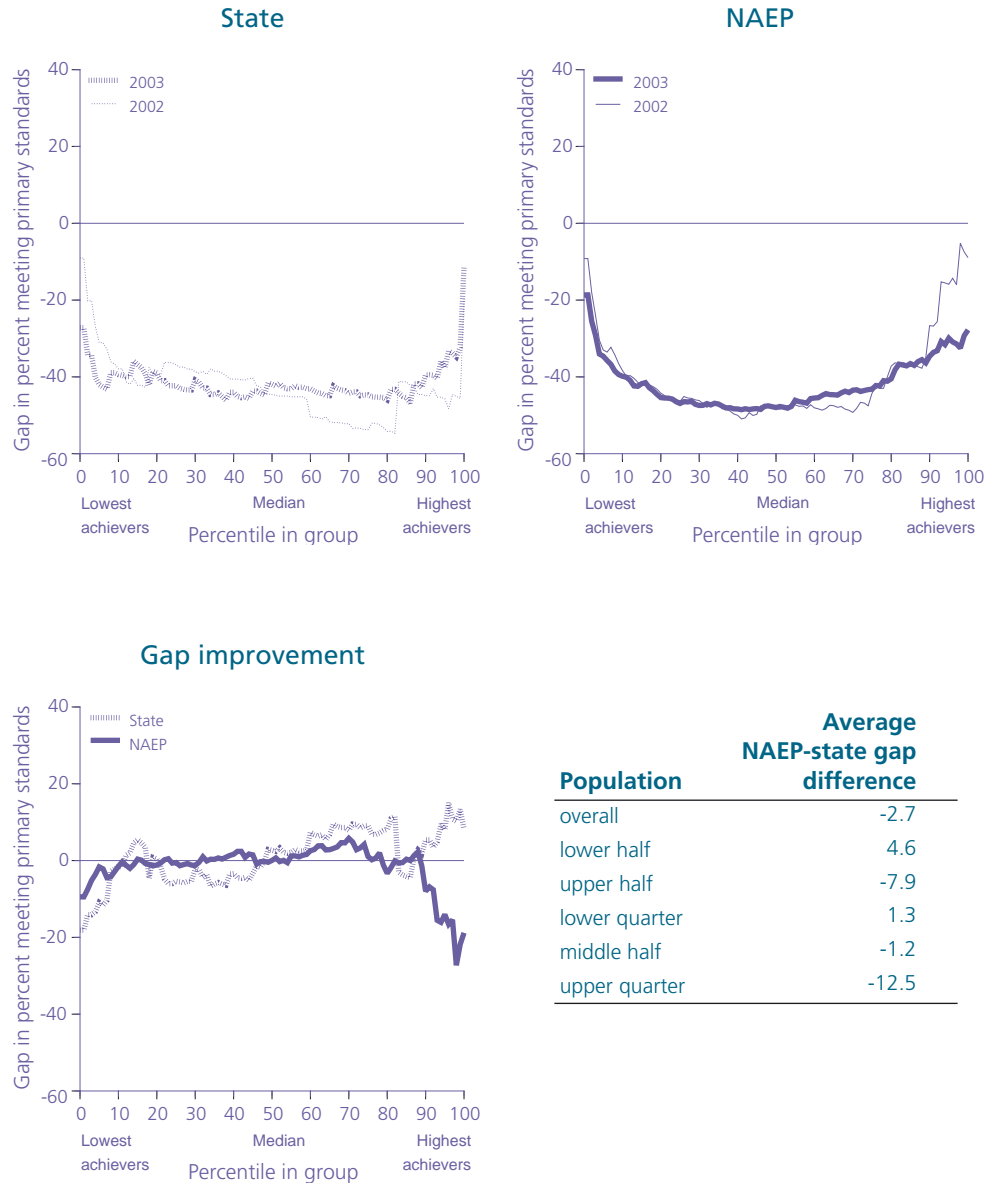 State
Gap in percent meeting primary standards
40
20
0
-20
-40
-60
2003
2002
0 10 20 30 40 50 60 70 80 90 100
Lowest achievers
Median
Highest achievers
Percentile in group
NAEP
Gap in percent meeting primary standards
40
20
0
-20
-40
-60
2003
2002
0 10 20 30 40 50 60 70 80 90 100
Lowest achievers
Median
Highest achievers
Percentile in group
Gap improvement
Gap in percent meeting primary standards
40
20
0
-20
-40
-60
State
NAEP
0 10 20 30 40 50 60 70 80 90 100
Lowest achievers
Median
Highest achievers
Percentile in group
Average
NAEP-state gap
Population difference
overall -2.7
lower half 4.6
upper half -7.9
lower quarter 1.3
middle half -1.2
upper quarter -12.5